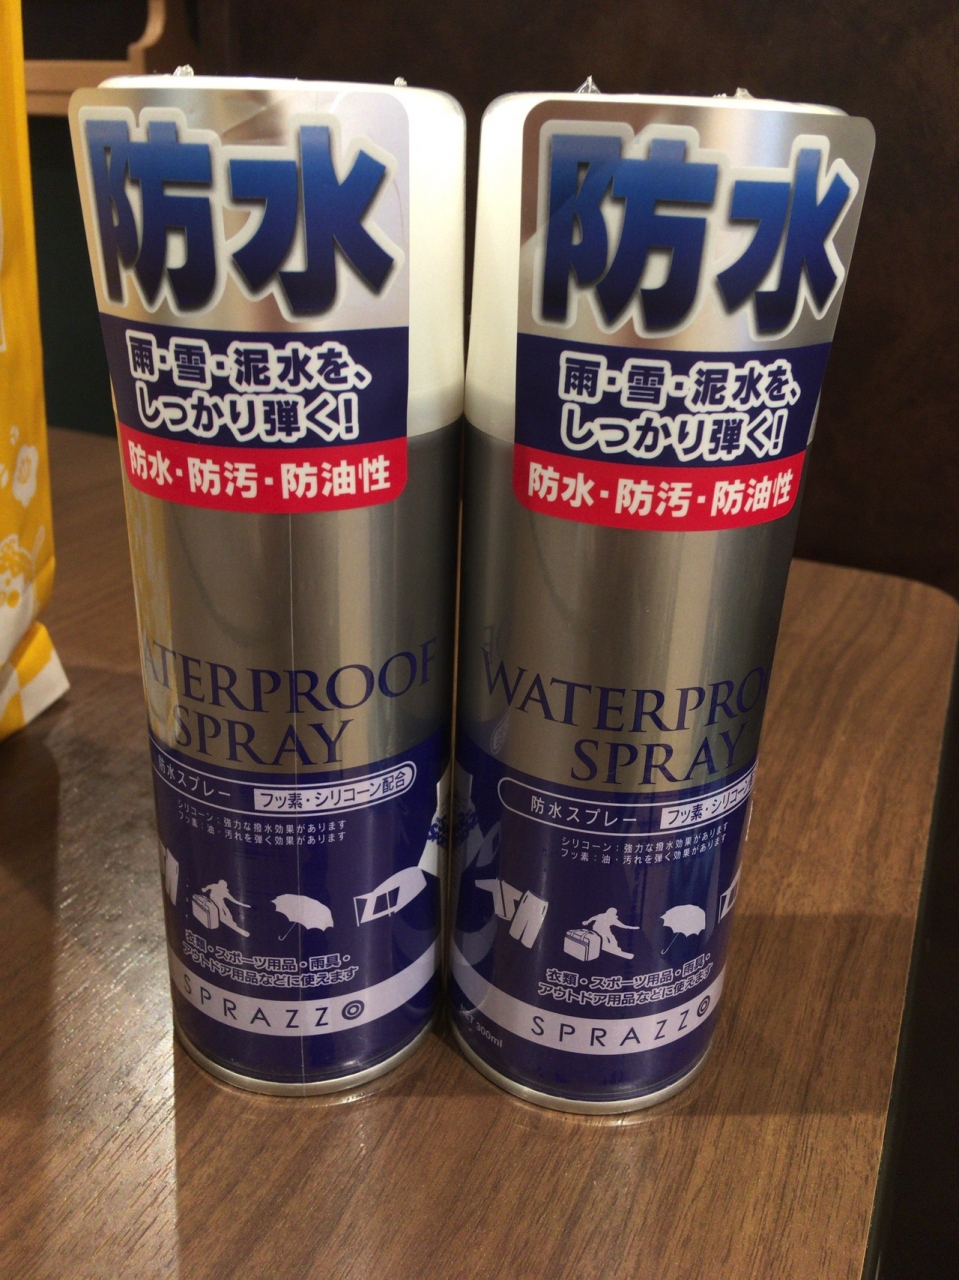 防水
雨・雪・泥水を、
しっかり弾く!
防水・防汚・防油性
WATERPROOF
SPRAY
防水スプレー フッ素・シリコーン配合
シリコーン:強力な撥水効果があります
フッ素:油・汚れを弾く効果があります
衣類・スポーツ用品・雨具・
アウトドア用品などに使えます
SPRAZZO
防水
雨・雪・泥水を、
しっかり弾く!
防水・防汚・防油性
WATERPRO
SPRAY
防水スプレー フッ素・シリコーン
シリコーン:強力な撥水効果があります
フッ素:油・汚れを弾く効果があります
衣類・スポーツ用品・雨具・
アウトドア用品などに使えます
SPRAZZO
300ml